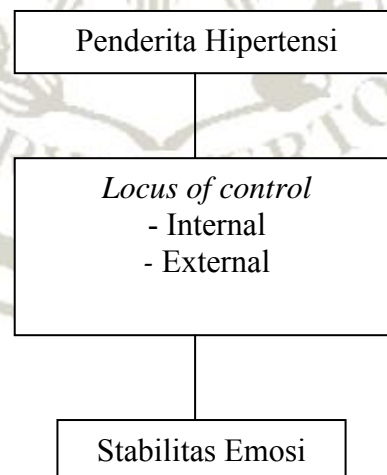 Penderita Hipertensi
Locus of control
- Internal
- External
Stabilitas Emosi